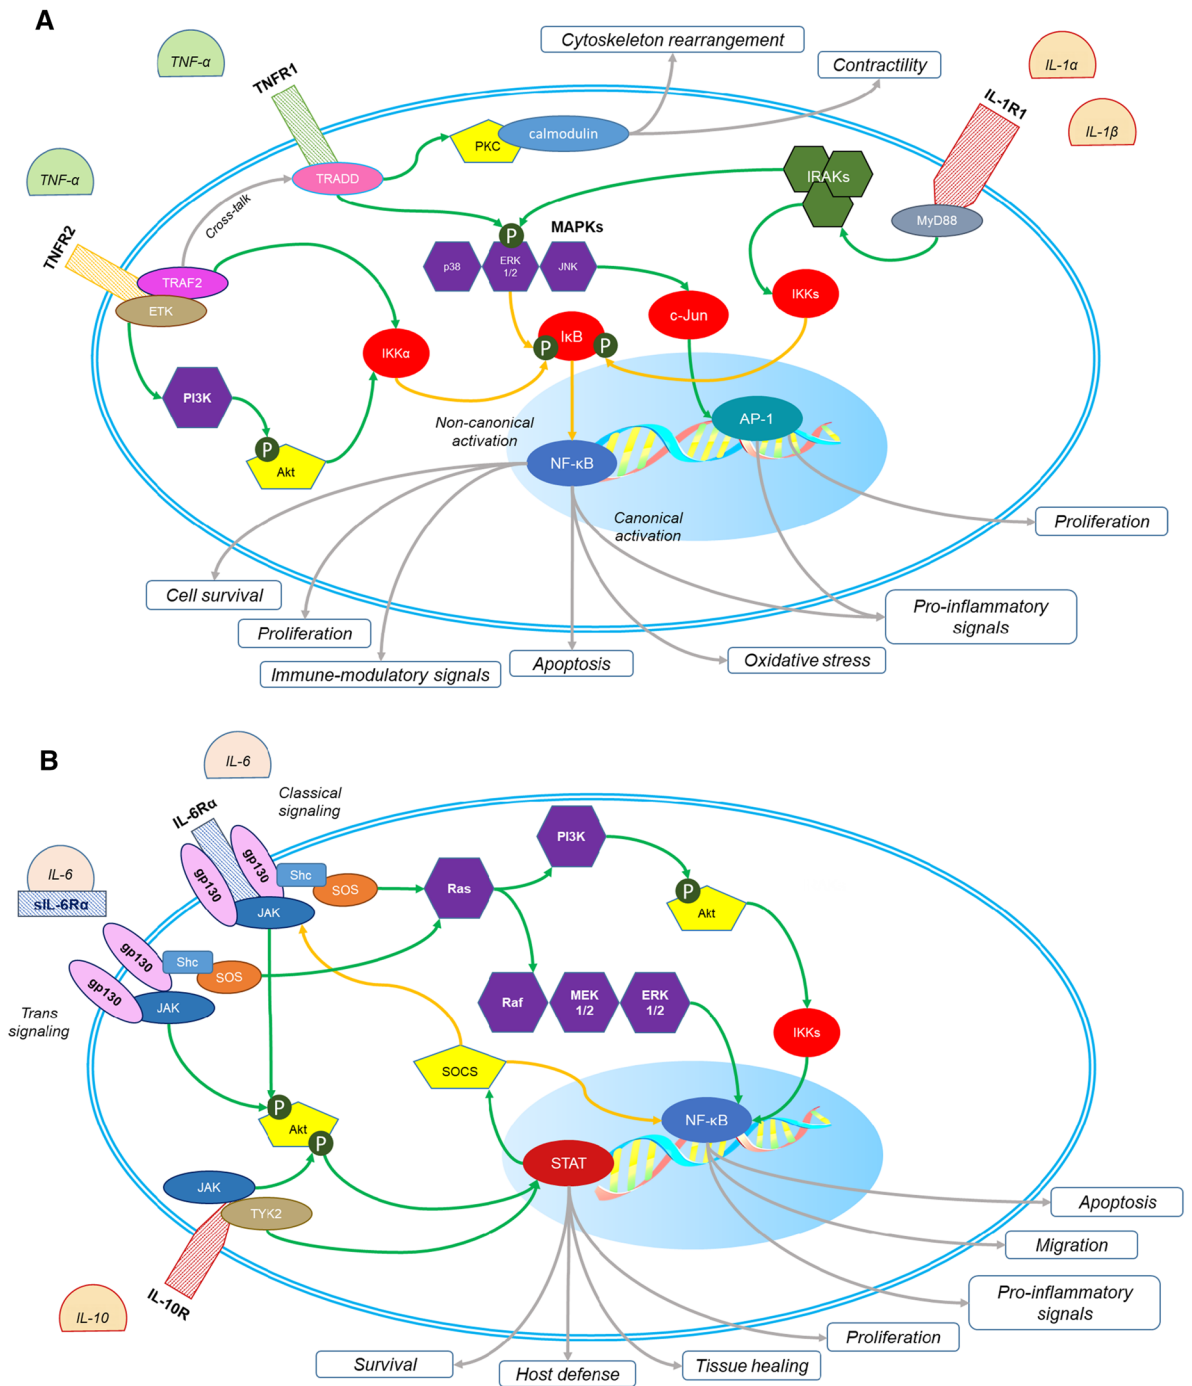 A
TNF-α
TNFR1
Cytoskeleton rearrangement
Contractility
IL-1α
IL-1R1
IL-1β
PKC
calmodulin
TNF-α
TRADD
IRAKs
MyD88
Cross-talk
TNFR2
TRAF2
ETK
P
MAPKs
p38
ERK
1/2
JNK
IKKs
c-Jun
IκB
P
P
IKKα
PI3K
P
Akt
Non-canonical
activation
AP-1
NF-κB
Canonical
activation
Proliferation
Cell survival
Proliferation
Immune-modulatory signals
Apoptosis
Oxidative stress
Pro-inflammatory
signals
B
IL-6
Classical
signaling
IL-6Rα
gp130
gp130
Shc
SOS
JAK
IL-6
sIL-6Rα
gp130
gp130
Shc
SOS
JAK
Trans
signaling
Ras
PI3K
P
Akt
Raf
MEK
1/2
ERK
1/2
IKKs
SOCS
NF-κB
STAT
P
Akt
P
JAK
TYK2
IL-10R
IL-10
Apoptosis
Migration
Pro-inflammatory
signals
Proliferation
Tissue healing
Host defense
Survival